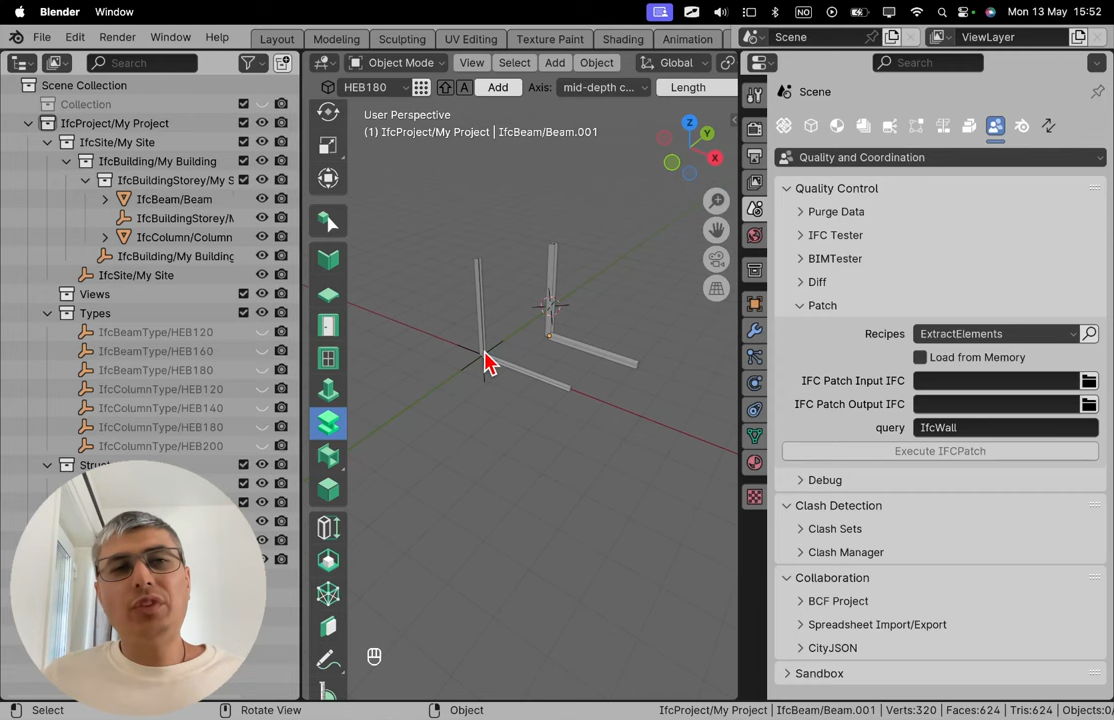 Blender Window
NO
Mon 13 May 15:52
File Edit Render Window Help
Layout Modeling Sculpting UV Editing Texture Paint Shading Animation
Scene
ViewLayer
Search
Object Mode
View Select Add Object
Global
Search
Scene Collection
HEB180
A
Add
Axis:
mid-depth c...
Length
Scene
Collection
IfcProject/My Project
IfcSite/My Site
IfcBuilding/My Building
IfcBuildingStorey/My S
IfcBeam/Beam
IfcBuildingStorey/M
IfcColumn/Column
IfcBuilding/My Building
IfcSite/My Site
Views
Types
IfcBeamType/HEB120
IfcBeamType/HEB160
IfcBeamType/HEB180
IfcColumnType/HEB120
IfcColumnType/HEB140
IfcColumnType/HEB180
IfcColumnType/HEB200
User Perspective
(1) IfcProject/My Project | IfcBeam/Beam.001
Z
Y
X
Quality and Coordination
Quality Control
Purge Data
IFC Tester
BIMTester
Diff
Patch
Recipes
ExtractElements
Load from Memory
IFC Patch Input IFC
IFC Patch Output IFC
query
IfcWall
Execute IFCPatch
Debug
Clash Detection
Clash Sets
Clash Manager
Collaboration
BCF Project
Spreadsheet Import/Export
CityJSON
Sandbox
Select
Rotate View
Object
IfcProject/My Project | IfcBeam/Beam.001 | Verts:320 | Faces:624 | Tris:624 | Objects:0/